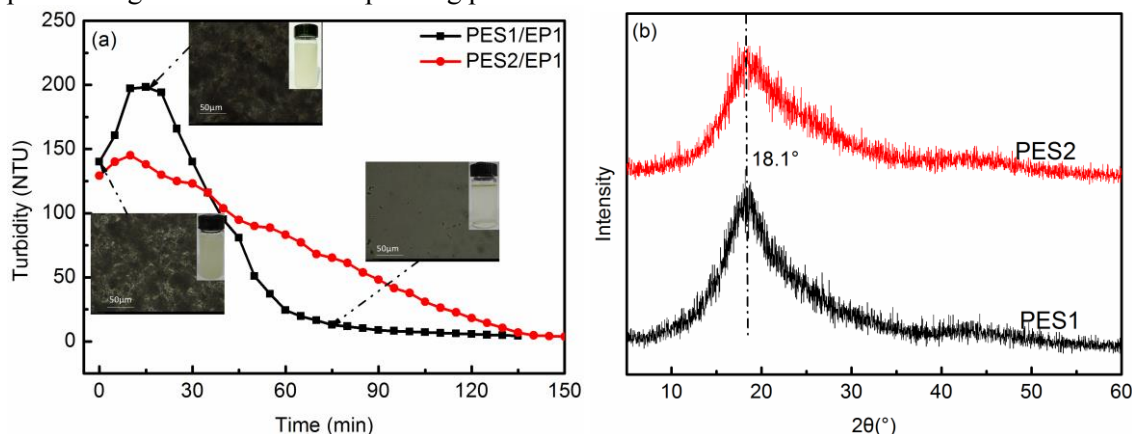 (a)
PES1/EP1
PES2/EP1
250
200
150
100
50
0
Turbidity (NTU)
50μm
50μm
50μm
0 30 60 90 120 150
Time (min)
(b)
18.1°
PES2
PES1
Intensity
10 20 30 40 50 60
2θ(°)